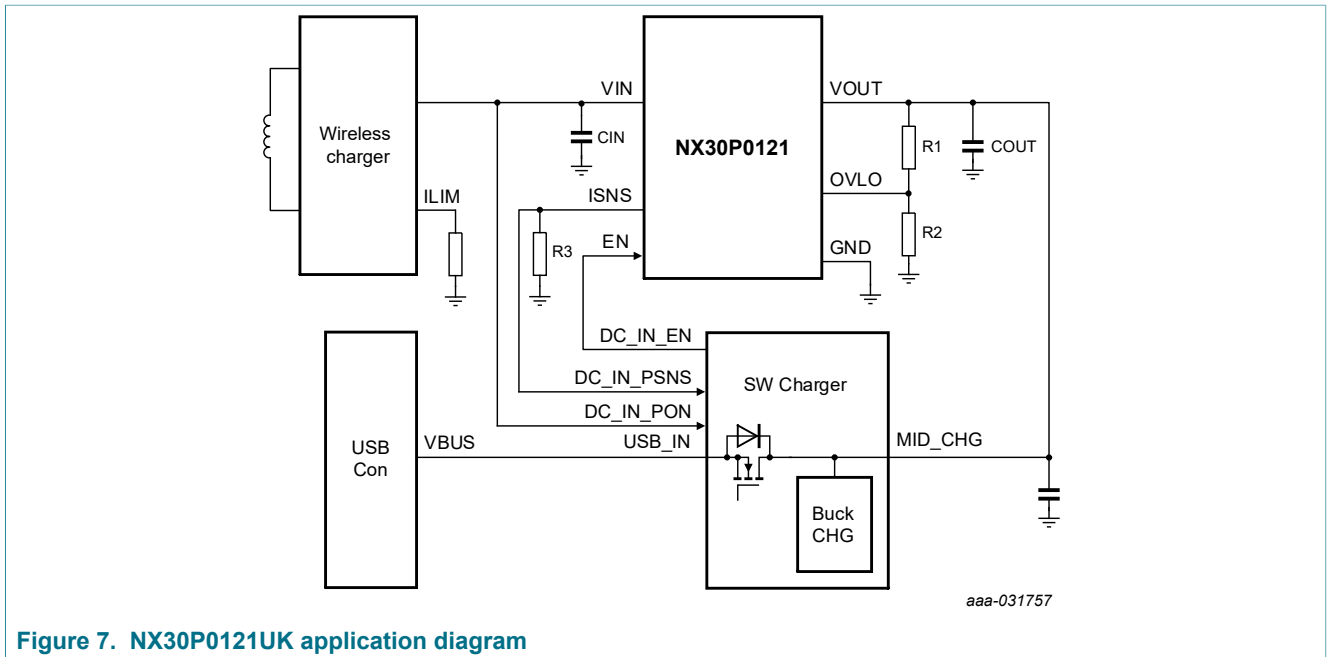 Wireless
charger
ILIM
VIN
CIN
ISNS
R3
EN
NX30P0121
VOUT
R1
COUT
OVLO
R2
GND
DC_IN_EN
DC_IN_PSNS
DC_IN_PON
USB
Con
VBUS
USB_IN
SW Charger
MID_CHG
Buck
CHG
aaa-031757
Figure 7. NX30P0121UK application diagram